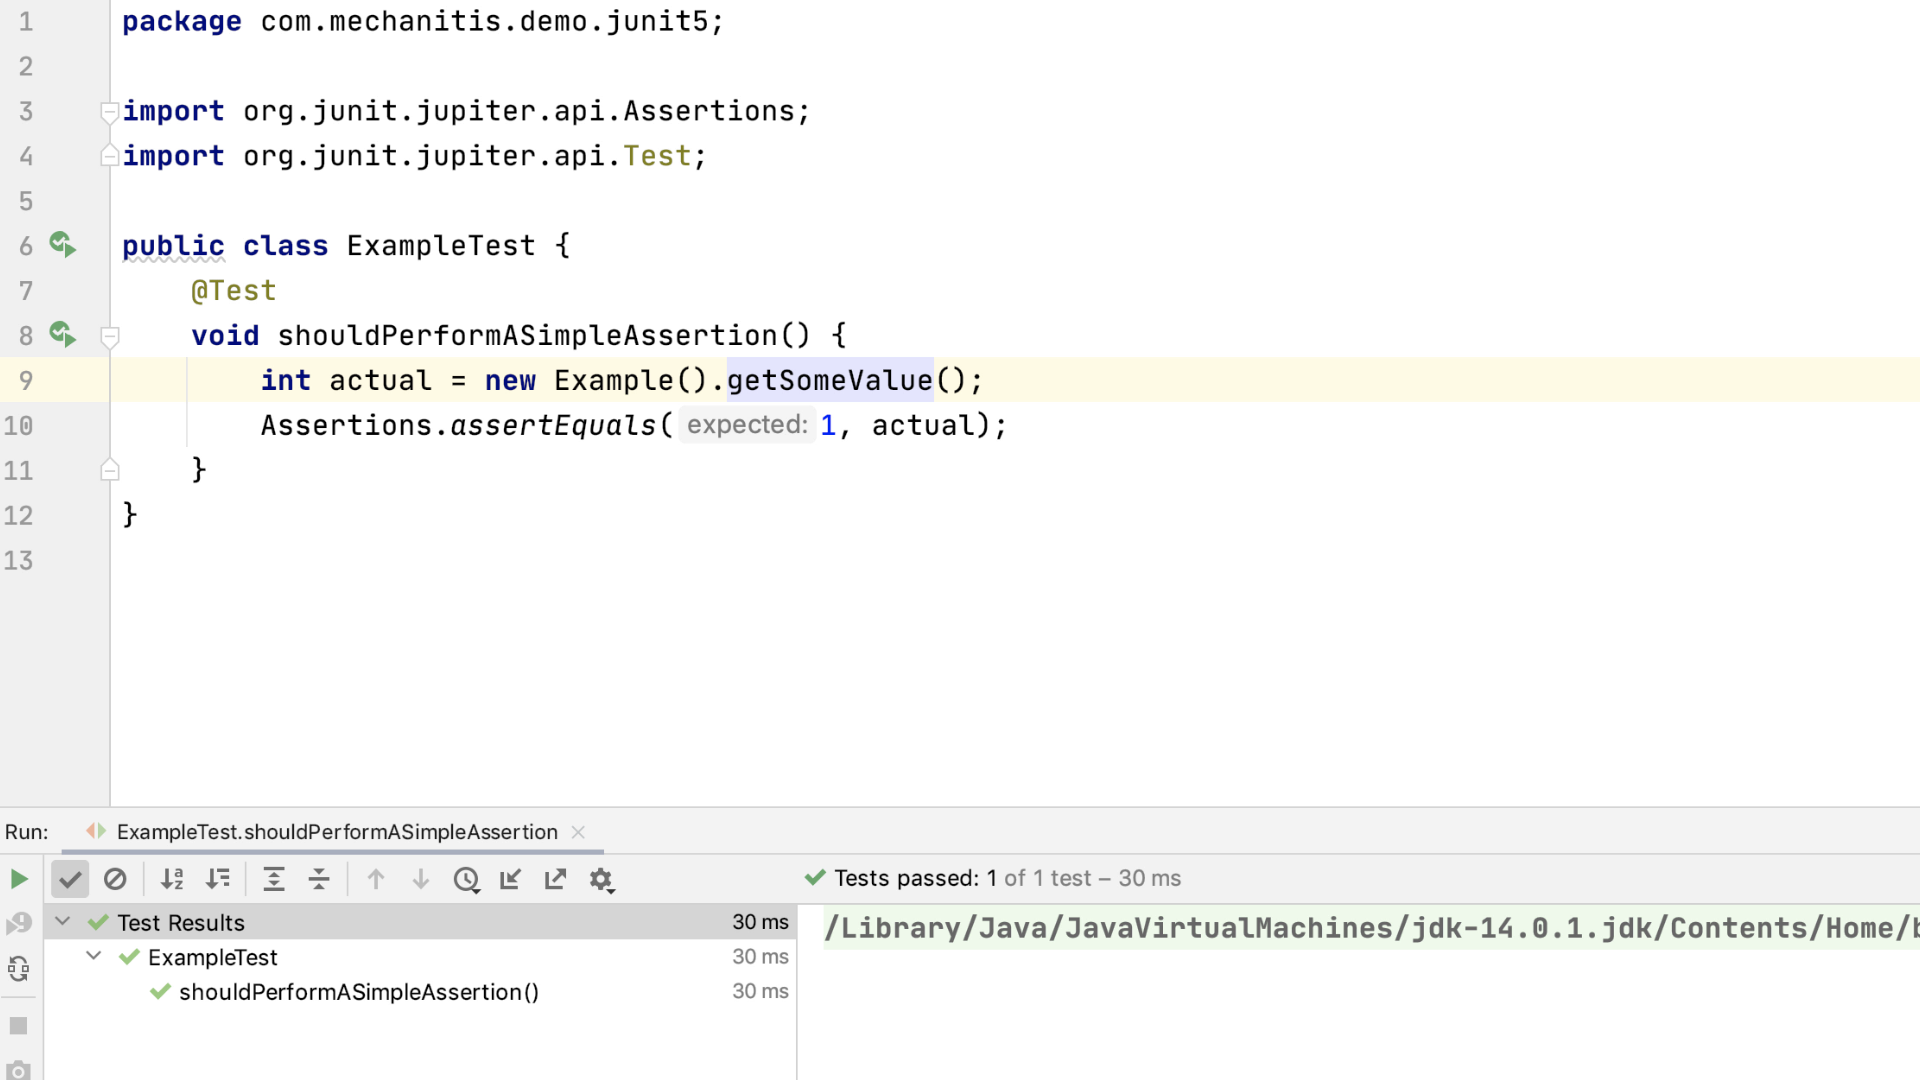 1 package com.mechanitis.demo.junit5;
2
3 import org.junit.jupiter.api.Assertions;
4 import org.junit.jupiter.api.Test;
5
6 public class ExampleTest {
7 @Test
8 void shouldPerformASimpleAssertion() {
9 int actual = new Example().getSomeValue();
10 Assertions.assertEquals( expected: 1, actual);
11 }
12 }
13
Run: ExampleTest.shouldPerformASimpleAssertion
Tests passed: 1 of 1 test – 30 ms
Test Results 30 ms
/Library/Java/JavaVirtualMachines/jdk-14.0.1.jdk/Contents/Home/b
ExampleTest 30 ms
shouldPerformASimpleAssertion() 30 ms